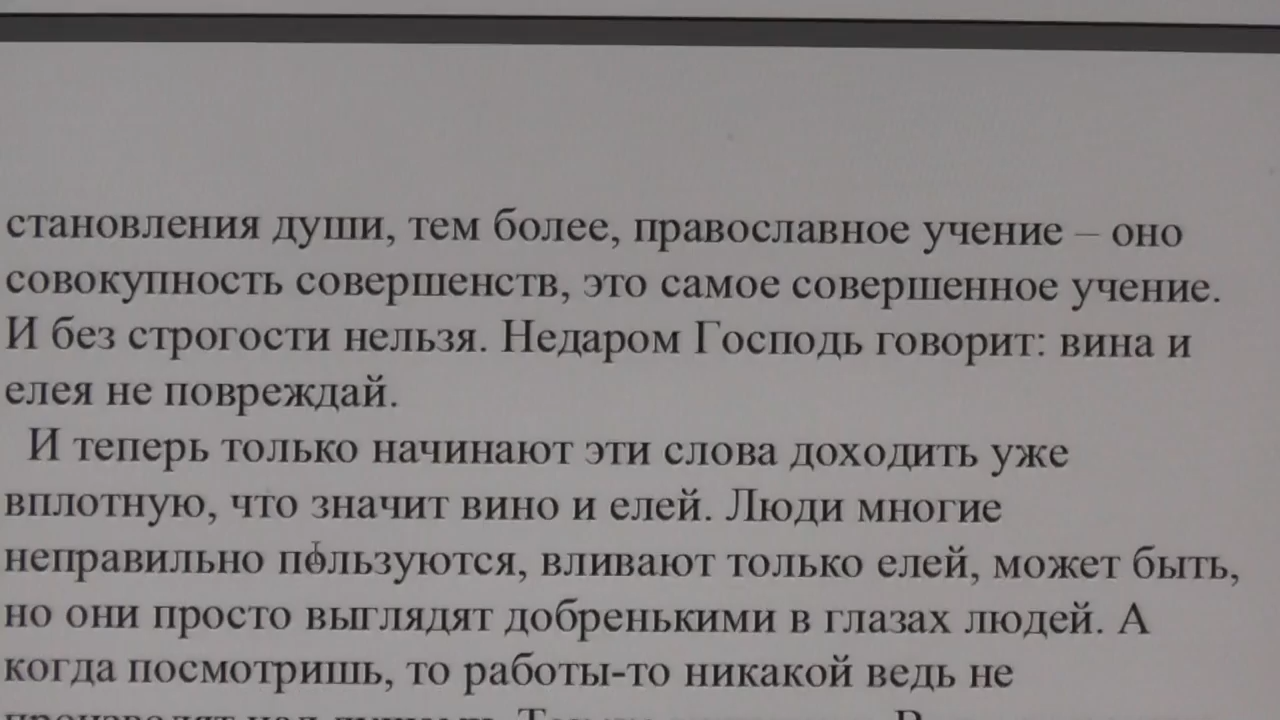 становления души, тем более, православное учение – оно
совокупность совершенств, это самое совершенное учение.
И без строгости нельзя. Недаром Господь говорит: вина и
елея не повреждай.
И теперь только начинают эти слова доходить уже
вплотную, что значит вино и елей. Люди многие
неправильно пользуются, вливают только елей, может быть,
но они просто выглядят добренькими в глазах людей. А
когда посмотришь, то работы-то никакой ведь не